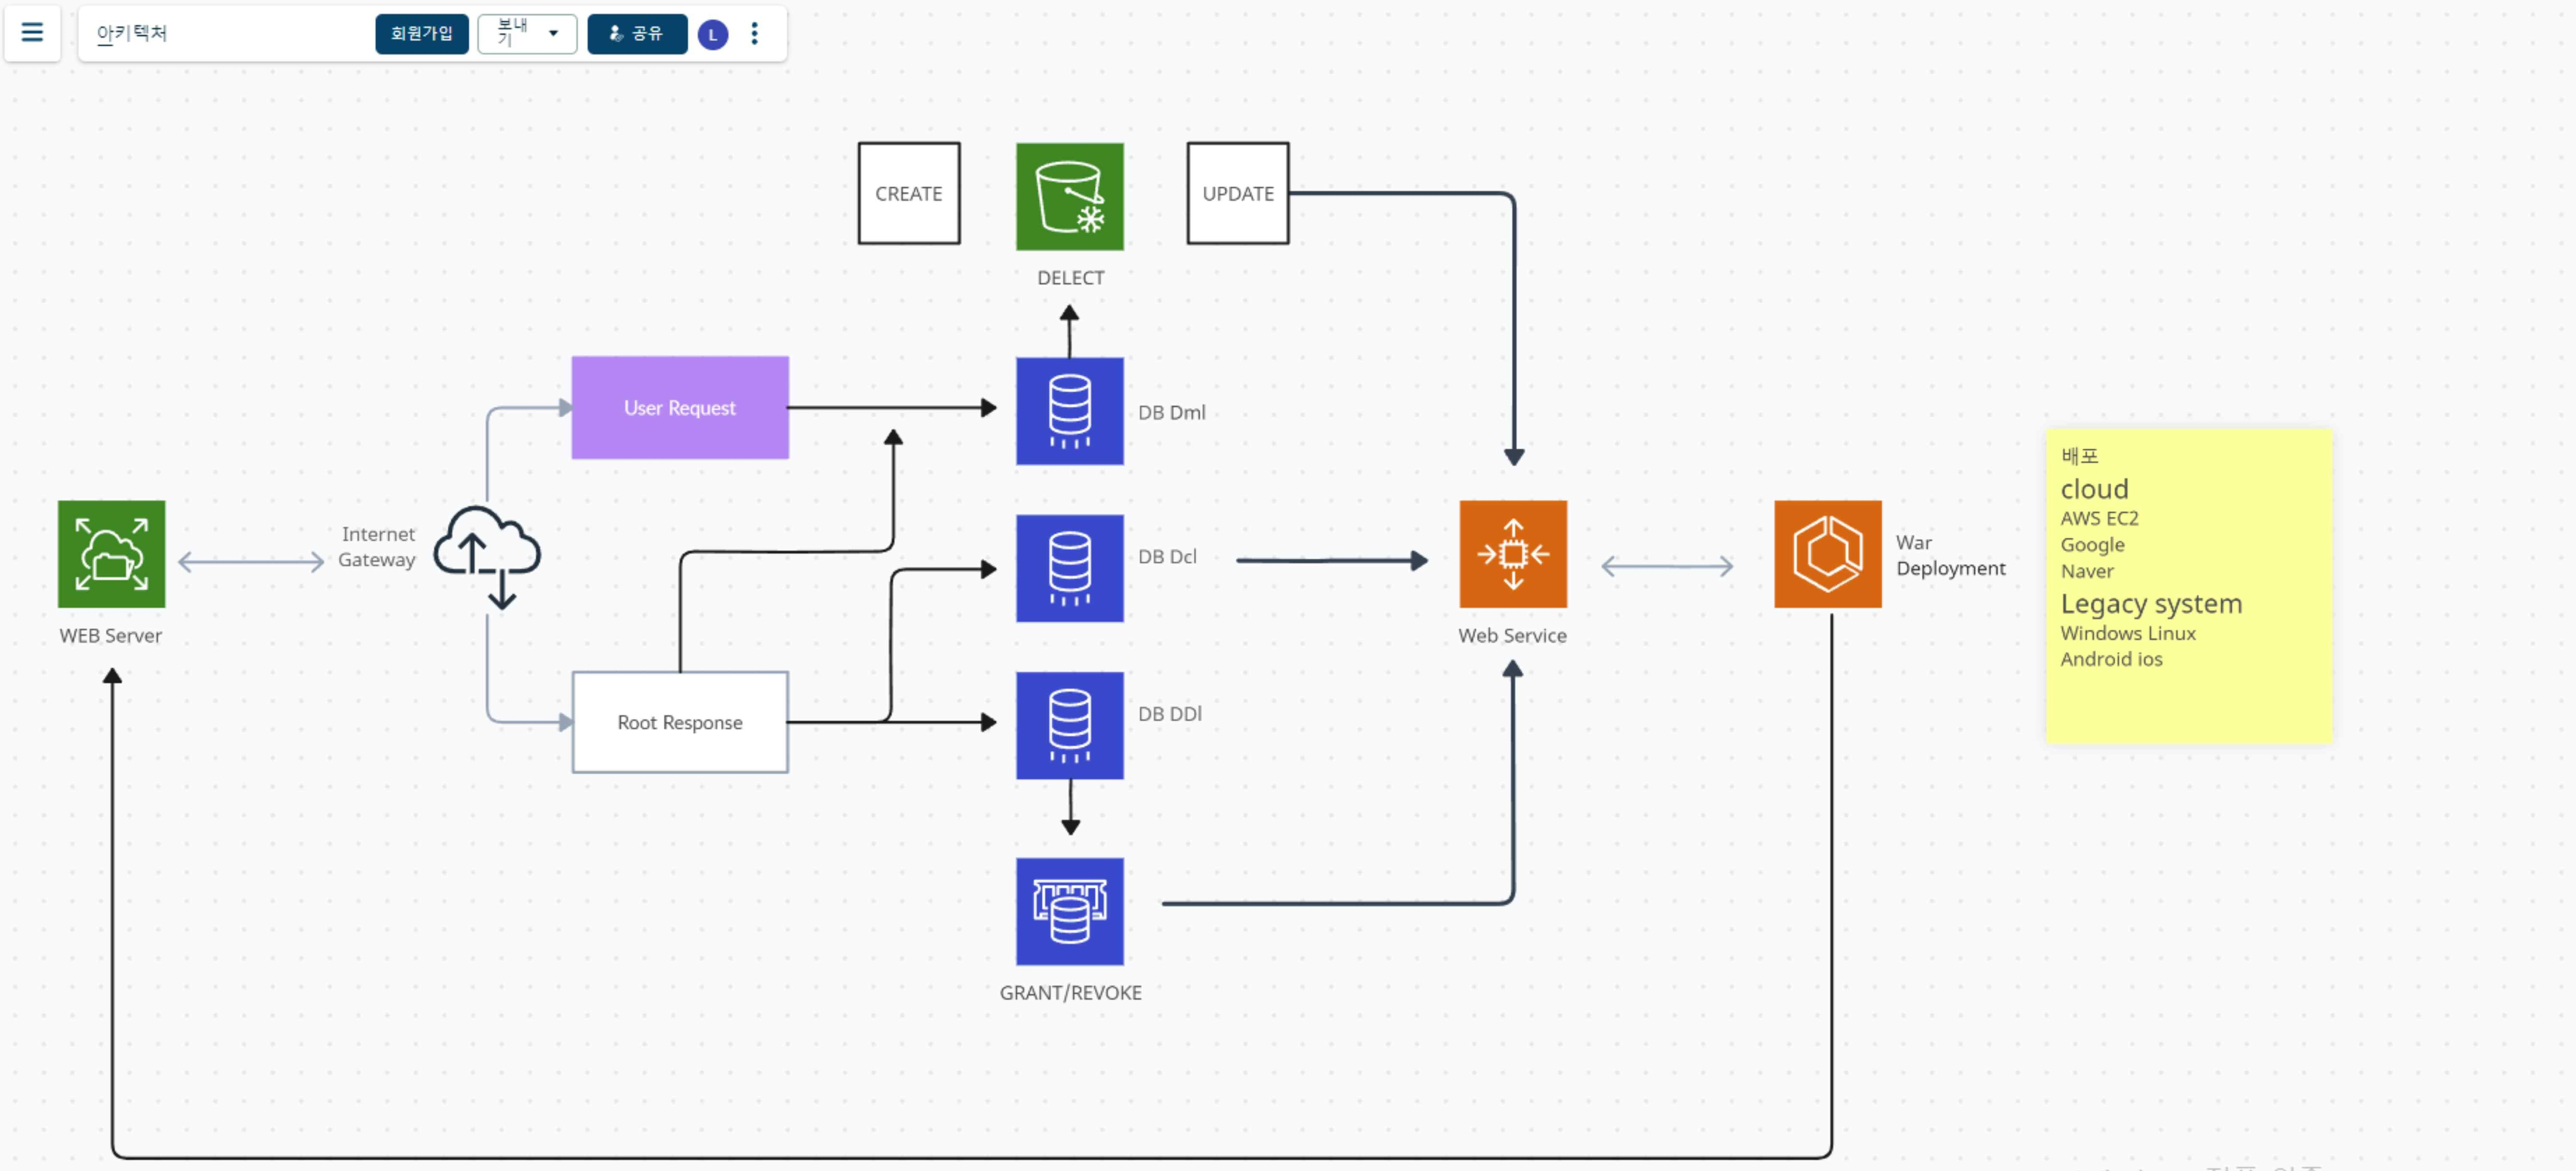 아키텍처
회원가입
보내
기
공유
L
CREATE
UPDATE
DELECT
User Request
DB Dml
Internet
Gateway
WEB Server
DB Dcl
Web Service
War
Deployment
배포
cloud
AWS EC2
Google
Naver
Legacy system
Windows Linux
Android ios
Root Response
DB DDl
GRANT/REVOKE